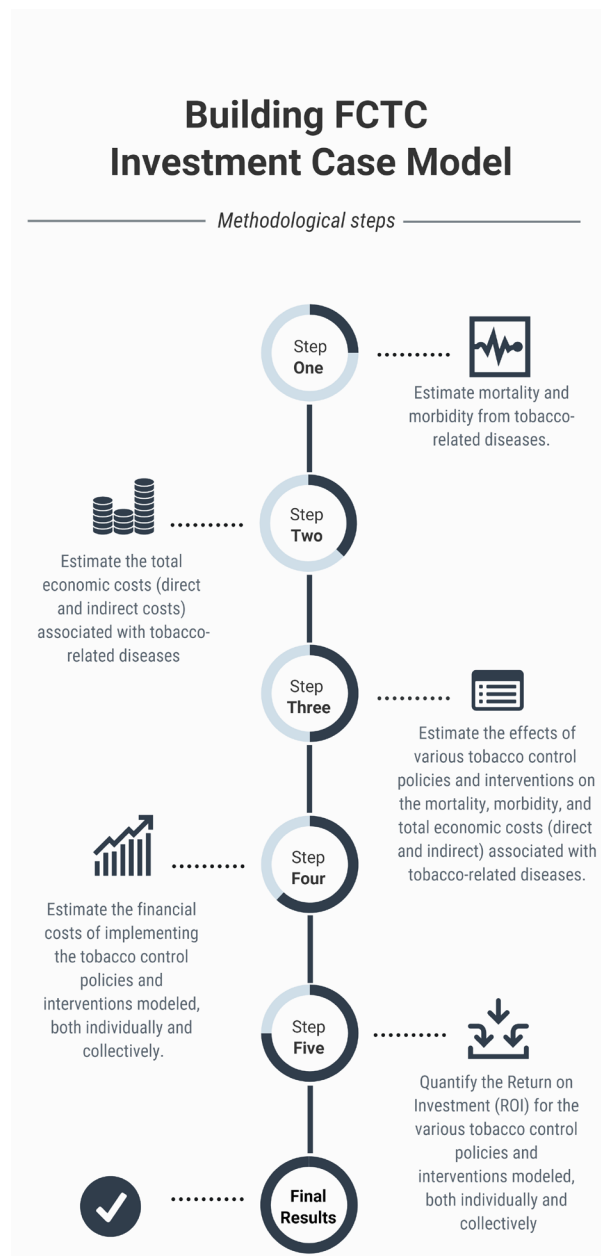 Building FCTC
Investment Case Model
Methodological steps
Step
One
Estimate mortality and
morbidity from tobacco-
related diseases.
Step
Two
Estimate the total
economic costs (direct
and indirect costs)
associated with tobacco-
related diseases
Step
Three
Estimate the effects of
various tobacco control
policies and interventions on
the mortality, morbidity, and
total economic costs (direct
and indirect) associated with
tobacco-related diseases.
Step
Four
Estimate the financial
costs of implementing
the tobacco control
policies and
interventions modeled,
both individually and
collectively.
Step
Five
Quantify the Return on
Investment (ROI) for the
various tobacco control
policies and
interventions modeled,
both individually and
collectively
Final
Results